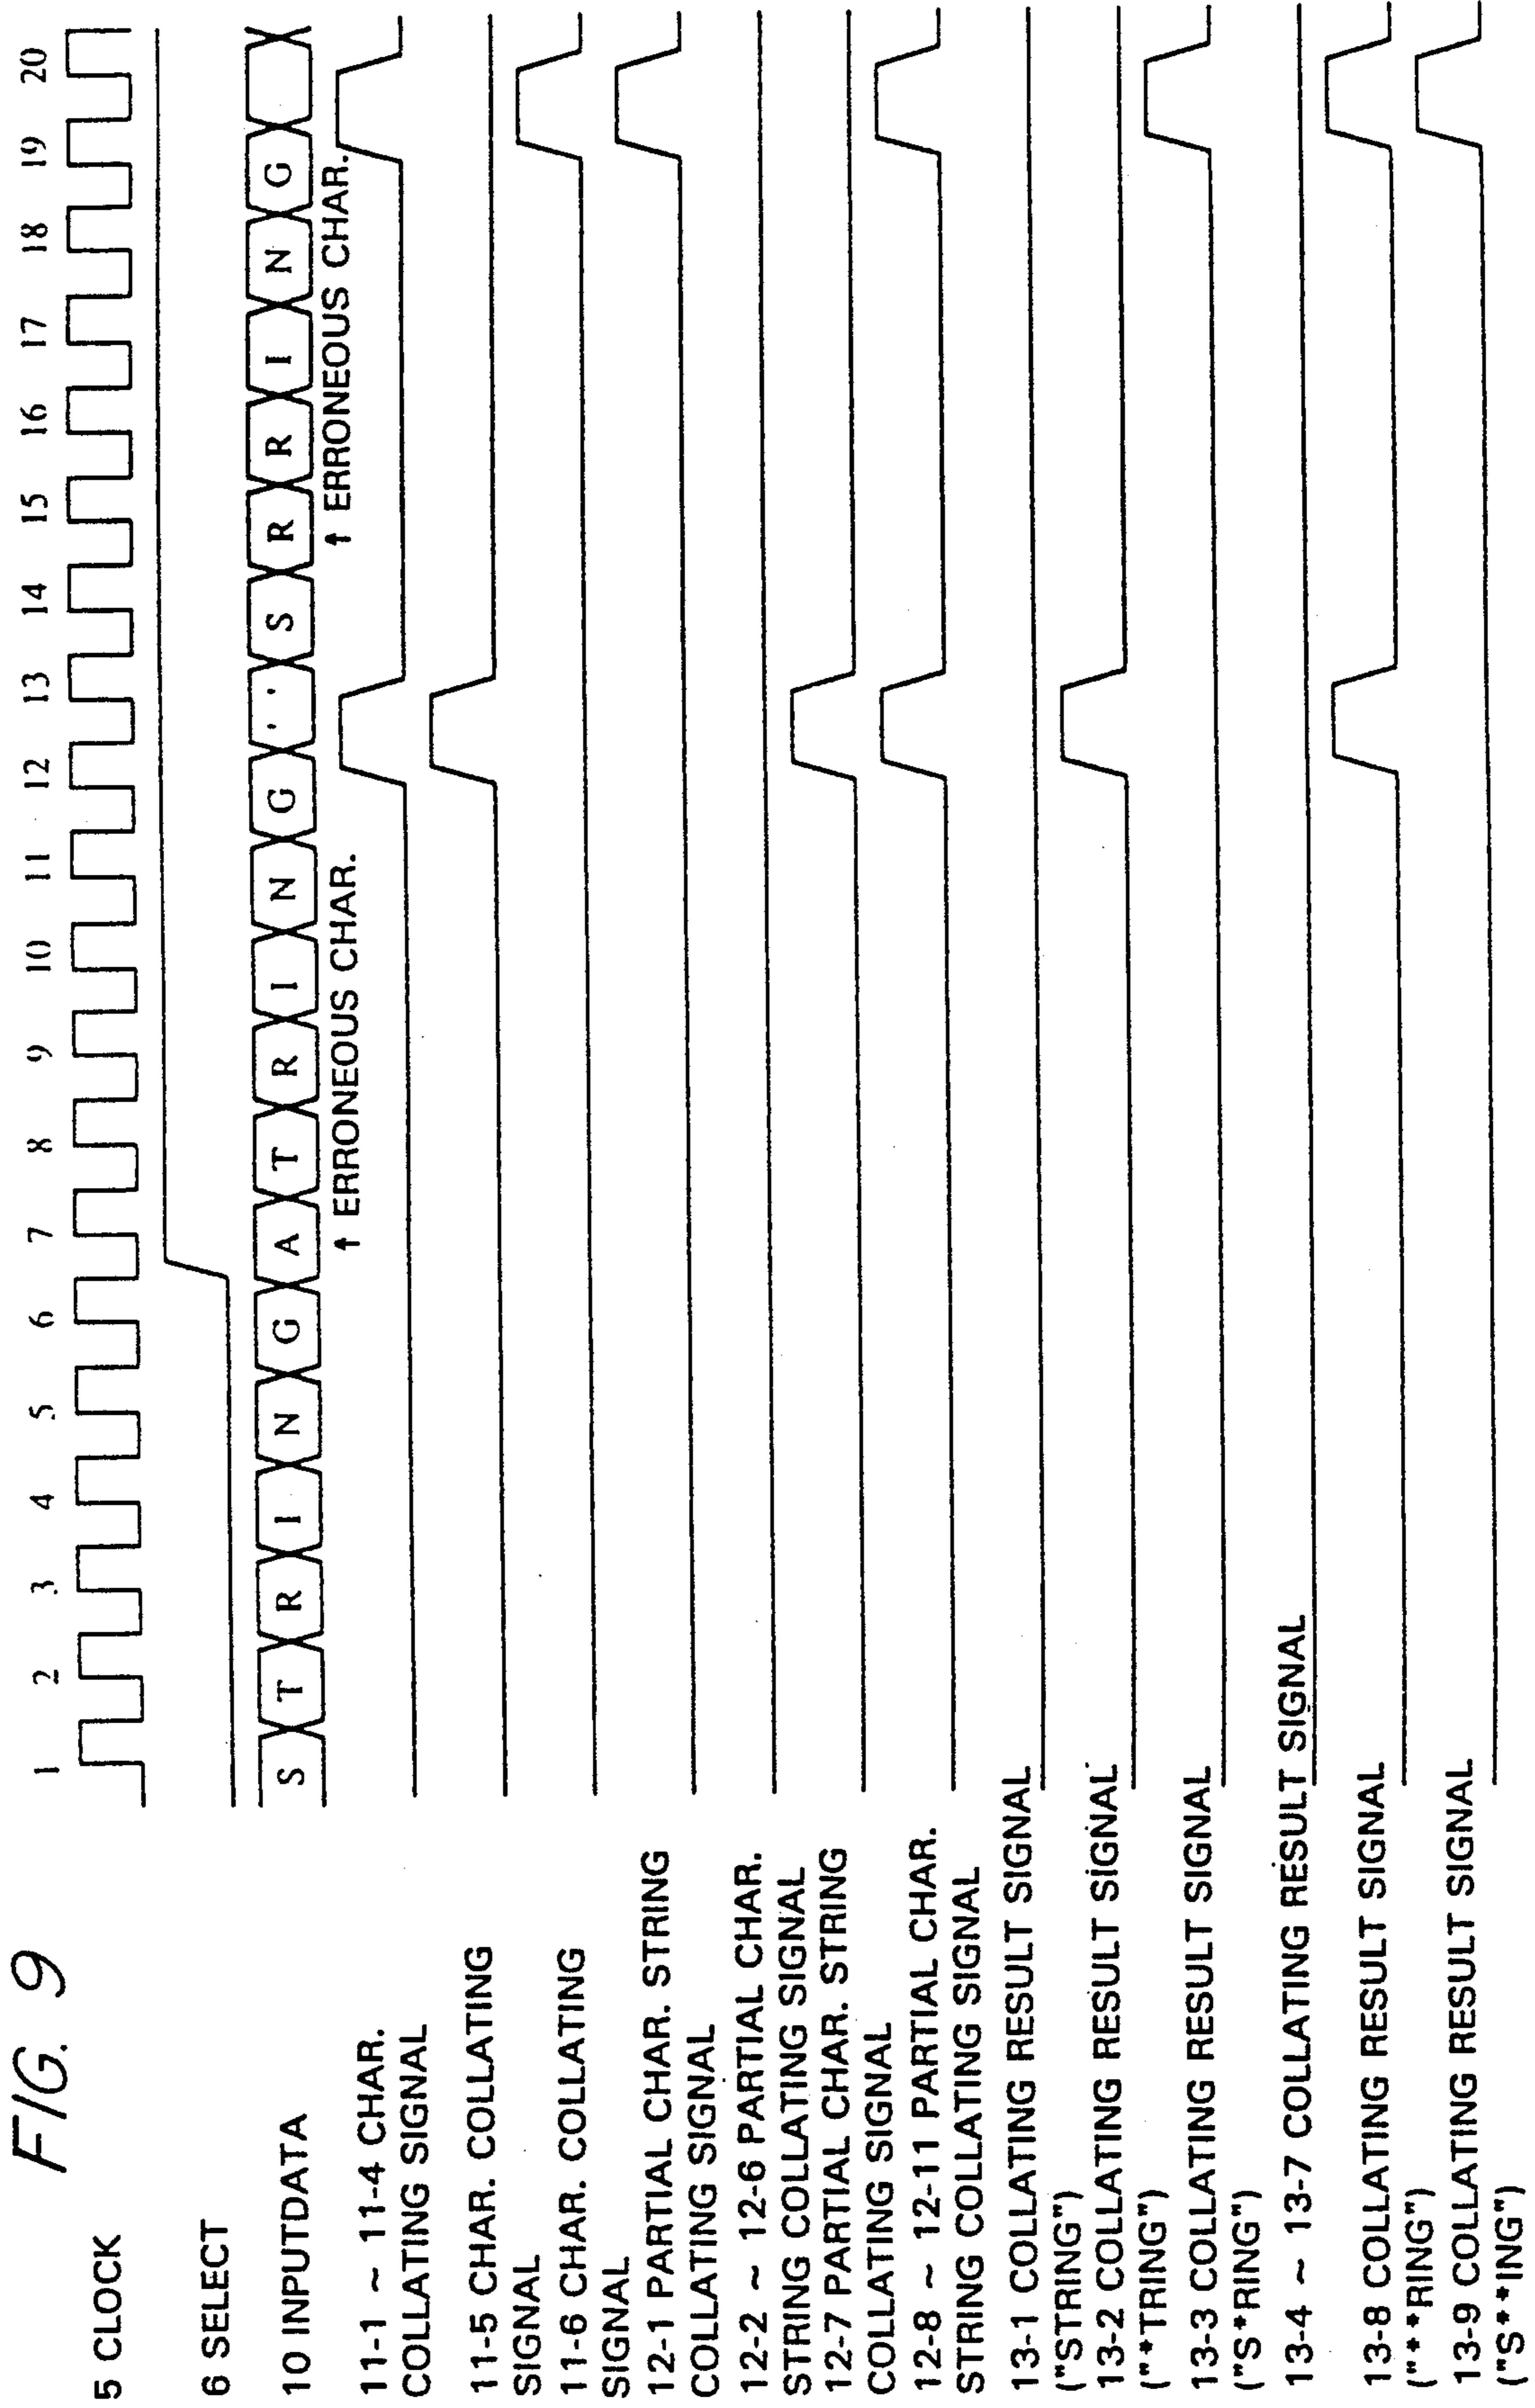 FIG. 9
5 CLOCK
1 2 3 4 5 6 7 8 9 10 11 12 13 14 15 16 17 18 19 20
6 SELECT
10 INPUTDATA
S T R I N G A T R I N G ' ' S R R I N G
↑ ERRONEOUS CHAR.
↑ ERRONEOUS CHAR.
11-1 ~ 11-4 CHAR.
COLLATING SIGNAL
11-5 CHAR. COLLATING
SIGNAL
11-6 CHAR. COLLATING
SIGNAL
12-1 PARTIAL CHAR. STRING
COLLATING SIGNAL
12-2 ~ 12-6 PARTIAL CHAR.
STRING COLLATING SIGNAL
12-7 PARTIAL CHAR. STRING
COLLATING SIGNAL
12-8 ~ 12-11 PARTIAL CHAR.
STRING COLLATING SIGNAL
13-1 COLLATING RESULT SIGNAL
("STRING")
13-2 COLLATING RESULT SIGNAL
("*TRING")
13-3 COLLATING RESULT SIGNAL
("S*RING")
13-4 ~ 13-7 COLLATING RESULT SIGNAL
13-8 COLLATING RESULT SIGNAL
("**RING")
13-9 COLLATING RESULT SIGNAL
("S**ING")